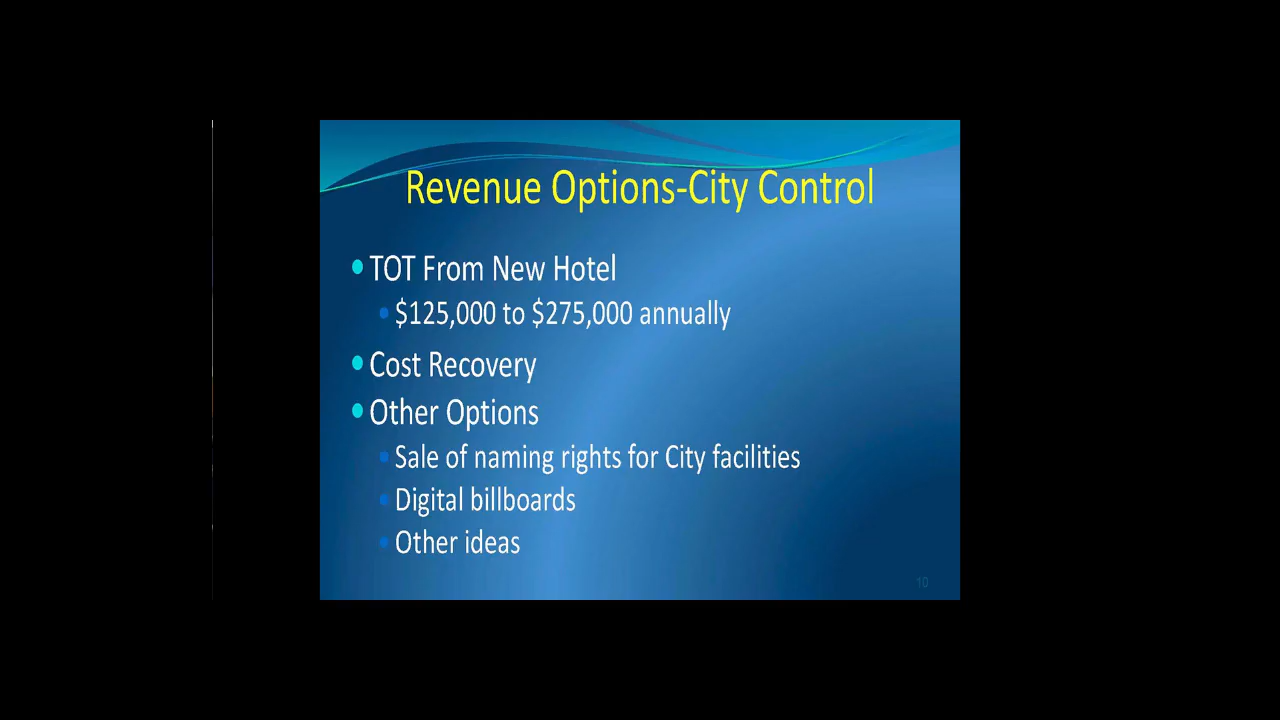 Revenue Options-City Control
TOT From New Hotel
$125,000 to $275,000 annually
Cost Recovery
Other Options
Sale of naming rights for City facilities
Digital billboards
Other ideas
10